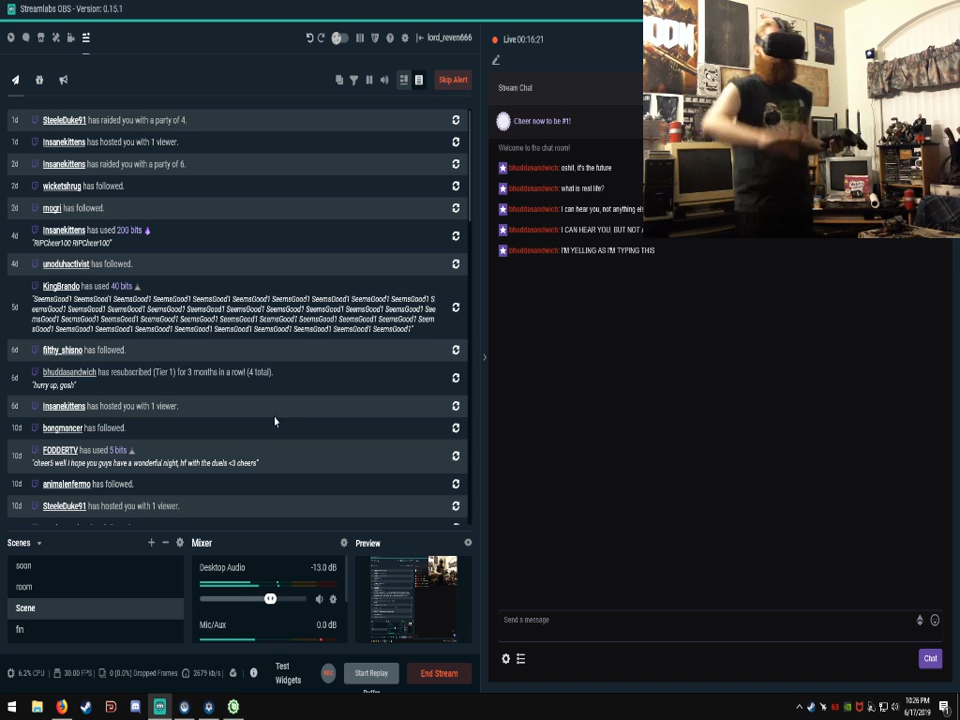 Streamlabs OBS - Version: 0.15.1
lord_reven666
Skip Alert
1d SteeleDuke91 has raided you with a party of 4.
1d Insanekittens has hosted you with 1 viewer.
2d Insanekittens has raided you with a party of 6.
2d wicketshrug has followed.
2d mogri has followed.
4d Insanekittens has used 200 bits
"RIPCheer100 RIPCheer100"
4d unoduhactivist has followed.
KingBrando has used 40 bits
5d
6d filthy_shisno has followed.
6d bhuddasandwich has resubscribed (Tier 1) for 3 months in a row! (4 total).
"hurry up, gosh"
6d Insanekittens has hosted you with 1 viewer.
10d bongmancer has followed.
10d FODDERTV has used 5 bits
"cheer5 well I hope you guys have a wonderful night, hf with the duels <3 cheers"
10d animalenfermo has followed.
10d SteeleDuke91 has hosted you with 1 viewer.
Scenes
soon
room
Scene
fin
Mixer
Desktop Audio -13.0 dB
Mic/Aux 0.0 dB
Preview
6.2% CPU 30.00 FPS 0 (0.0%) Dropped Frames 2679 kb/s
Test Widgets
REC
Start Replay
End Stream
Live 00:16:21
Stream Chat
Cheer now to be #1!
Welcome to the chat room!
bhuddasandwich: oshit, it's the future
bhuddasandwich: what is real life?
bhuddasandwich: I can hear you, not anything els
bhuddasandwich: I CAN HEAR YOU, BUT NOT
bhuddasandwich: I'M YELLING AS I'M TYPING THIS
Send a message
Chat
10:26 PM
6/17/2019